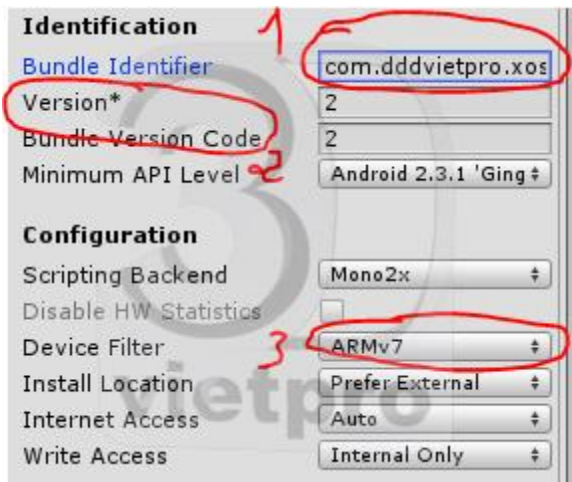 Identification 1
Bundle Identifier com.dddvietpro.xos
Version* 2
Bundle Version Code 2
Minimum API Level 2 Android 2.3.1 'Ging
Configuration
Scripting Backend Mono2x
Disable HW Statistics
Device Filter 3 ARMv7
Install Location Prefer External
Internet Access Auto
Write Access Internal Only
3
vietpro